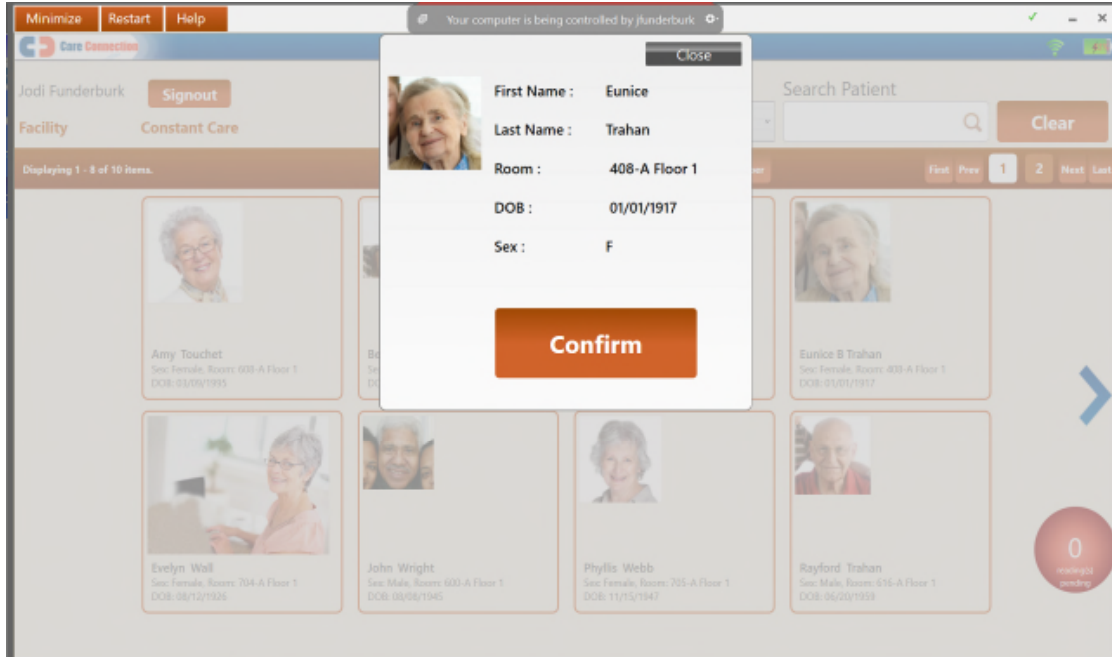 Minimize Restart Help
Your computer is being controlled by jfunderburk
Care Connection
Close
Jodi Funderburk Signout
Facility Constant Care
Search Patient
Clear
Displaying 1 - 8 of 10 items.
First Prev 1 2 Next Last
First Name : Eunice
Last Name : Trahan
Room : 408-A Floor 1
DOB : 01/01/1917
Sex : F
Confirm
Amy Touchet
Sex: Female, Room: 608-A Floor 1
DOB: 03/09/1995
Eunice B Trahan
Sex: Female, Room: 408-A Floor 1
DOB: 01/01/1917
Evelyn Wall
Sex: Female, Room: 704-A Floor 1
DOB: 08/12/1926
John Wright
Sex: Male, Room: 600-A Floor 1
DOB: 08/08/1945
Phyllis Webb
Sex: Female, Room: 705-A Floor 1
DOB: 11/15/1947
Rayford Trahan
Sex: Male, Room: 516-A Floor 1
DOB: 06/20/1959
0
reading(s)
pending